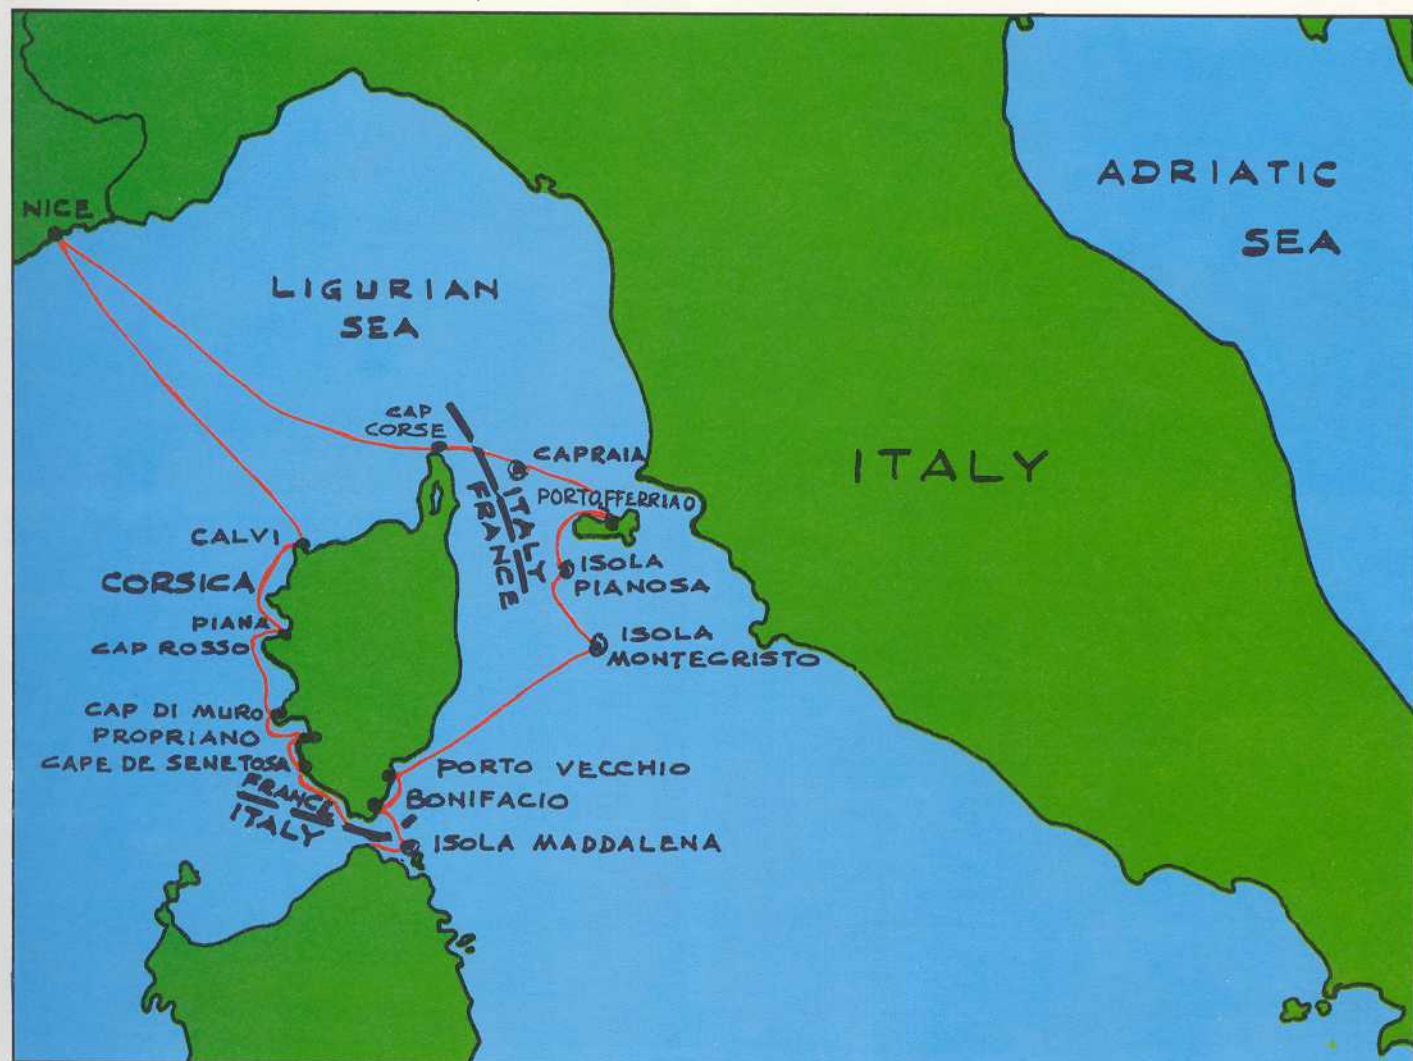 ADRIATIC
SEA
NICE
LIGURIAN
SEA
CAP
CORSE
ITALY
CAPRAIA
PORTOFFERRIAO
ITALY
FRANCE
CALVI
ISOLA
PIANOSA
CORSICA
PIANA
CAP ROSSO
ISOLA
MONTECRISTO
CAP DI MURO
PROPRIANO
CAPE DE SENETOSA
PORTO VECCHIO
BONIFACIO
FRANCE
ITALY
ISOLA MADDALENA